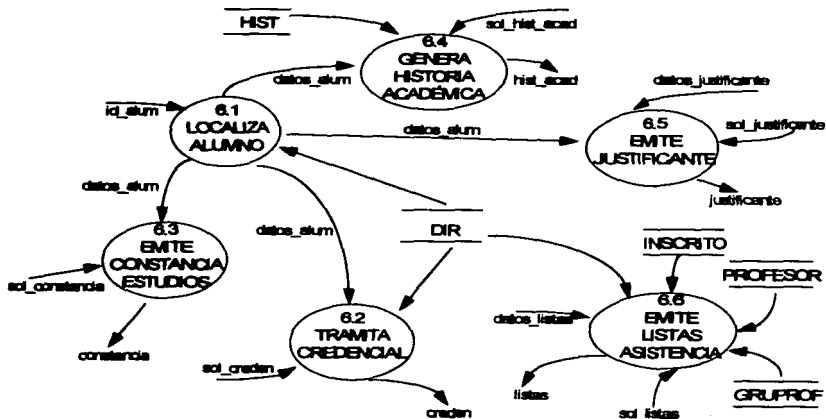 HIST
sol_hist_acad
6.4
GENERA
HISTORIA
ACADÉMICA
datos_alum
hist_acad
datos_justificante
id_alum
6.1
LOCALIZA
ALUMNO
datos_alum
6.5
EMITE
JUSTIFICANTE
sol_justificante
justificante
datos_alum
datos_alum
DIR
6.3
EMITE
CONSTANCIA
ESTUDIOS
sol_constancia
constancia
INSCRITO
PROFESOR
6.2
TRAMITA
CREDENCIAL
sol_creden
creden
datos_listas
6.6
EMITE
LISTAS
ASISTENCIA
listas
sol_listas
GRUPROF